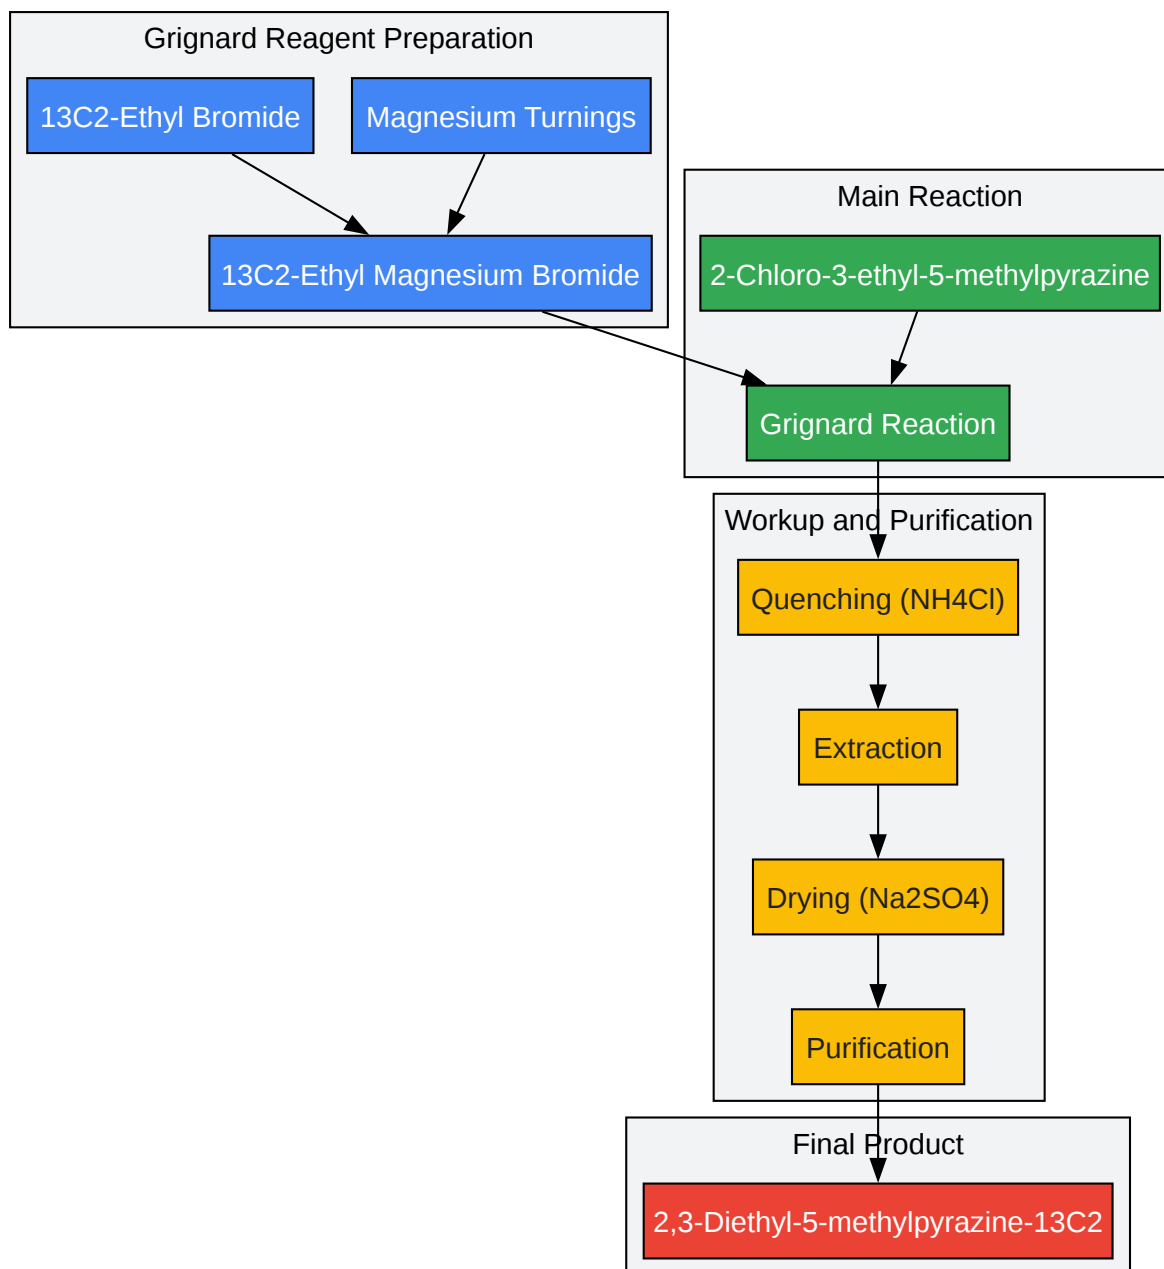 Grignard Reagent Preparation
13C2-Ethyl Bromide
Magnesium Turnings
13C2-Ethyl Magnesium Bromide
Main Reaction
2-Chloro-3-ethyl-5-methylpyrazine
Grignard Reaction
Workup and Purification
Quenching (NH4Cl)
Extraction
Drying (Na2SO4)
Purification
Final Product
2,3-Diethyl-5-methylpyrazine-13C2